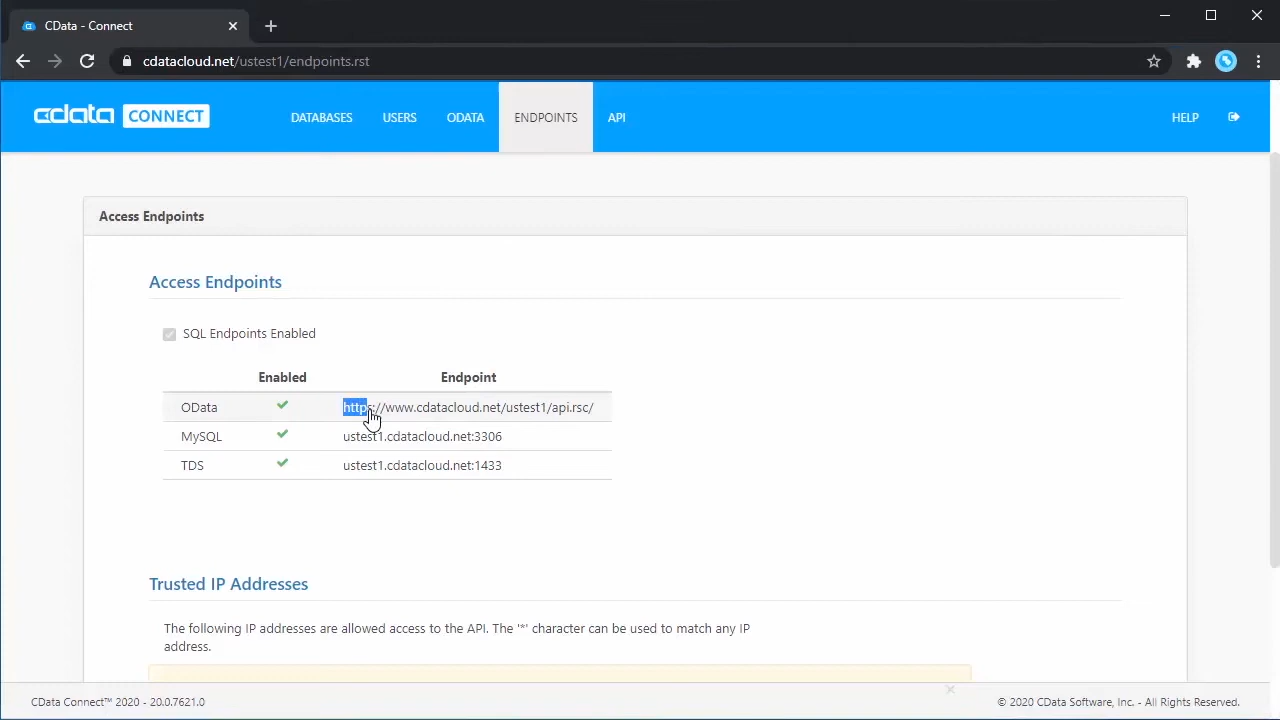 CData - Connect
cdatacloud.net/ustest1/endpoints.rst
cdata CONNECT
DATABASES USERS ODATA ENDPOINTS API HELP
Access Endpoints
Access Endpoints
SQL Endpoints Enabled
Enabled Endpoint
OData https://www.cdatacloud.net/ustest1/api.rsc/
MySQL ustest1.cdatacloud.net:3306
TDS ustest1.cdatacloud.net:1433
Trusted IP Addresses
The following IP addresses are allowed access to the API. The '*' character can be used to match any IP
address.
CData Connect™ 2020 - 20.0.7621.0 © 2020 CData Software, Inc. - All Rights Reserved.